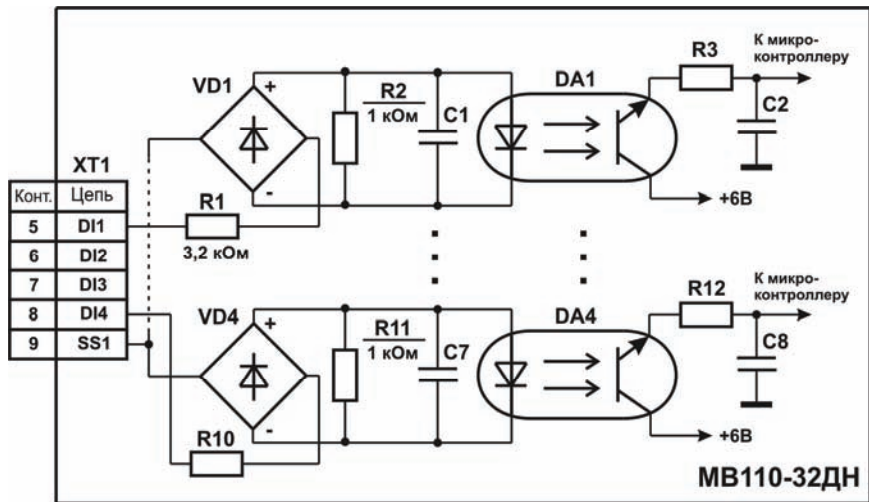 VD1
+
-
R2
1 кОм
C1
DA1
R3
К микро-
контроллеру
C2
+6В
XT1
Конт. Цепь
5 DI1
6 DI2
7 DI3
8 DI4
9 SS1
R1
3,2 кОм
VD4
+
-
R11
1 кОм
C7
DA4
R12
К микро-
контроллеру
C8
+6В
R10
МВ110-32ДН